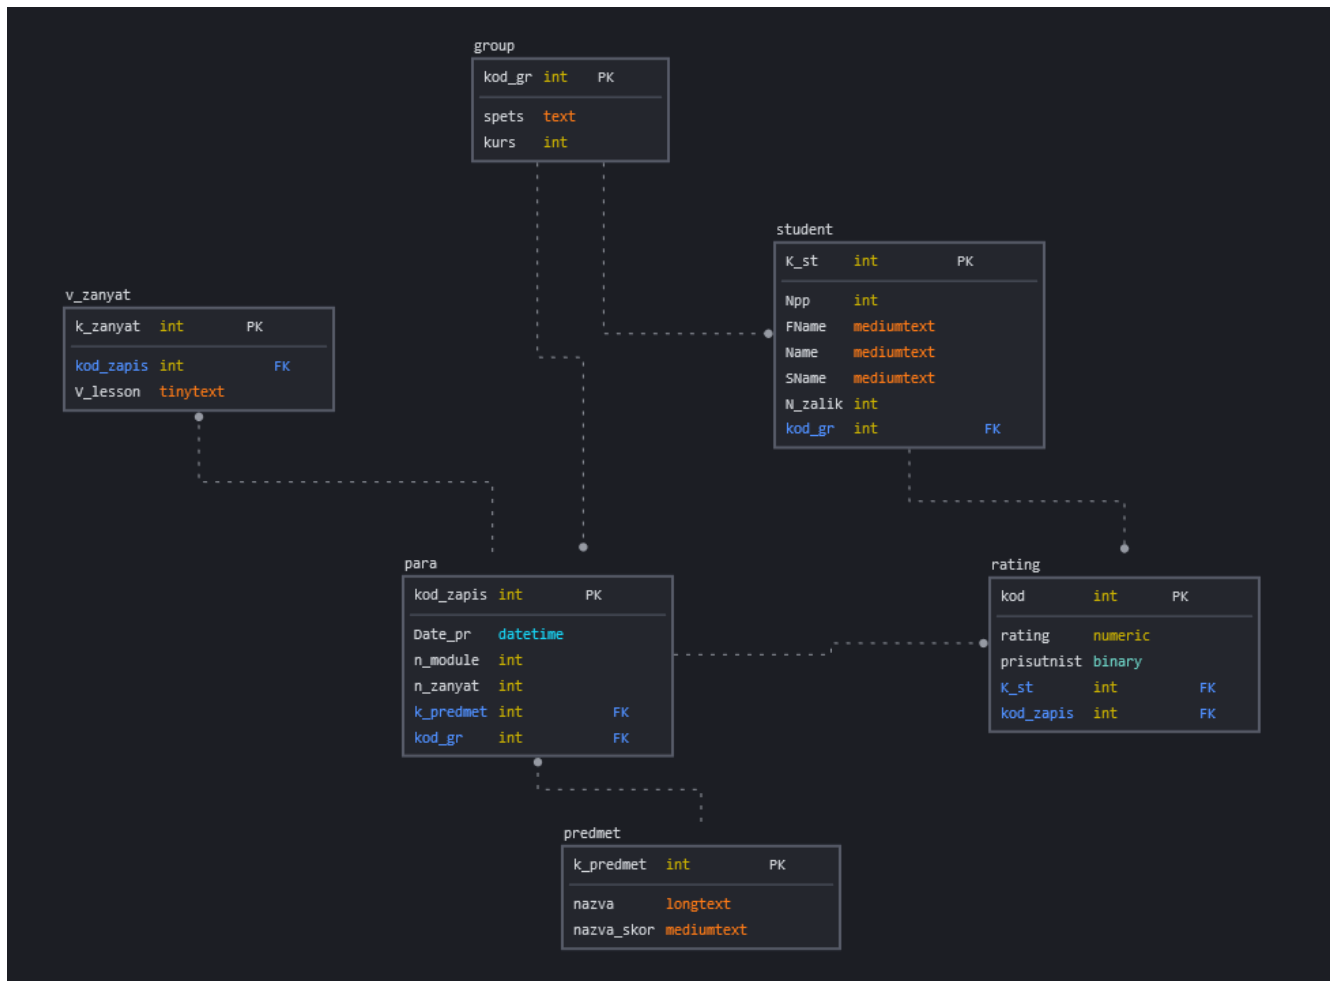 group
kod_gr int PK
spets text
kurs int
student
K_st int PK
Npp int
FName mediumtext
Name mediumtext
SName mediumtext
N_zalik int
kod_gr int FK
v_zanyat
k_zanyat int PK
kod_zapis int FK
V_lesson tinytext
para
kod_zapis int PK
Date_pr datetime
n_module int
n_zanyat int
k_predmet int FK
kod_gr int FK
rating
kod int PK
rating numeric
prisutnist binary
K_st int FK
kod_zapis int FK
predmet
k_predmet int PK
nazva longtext
nazva_skor mediumtext